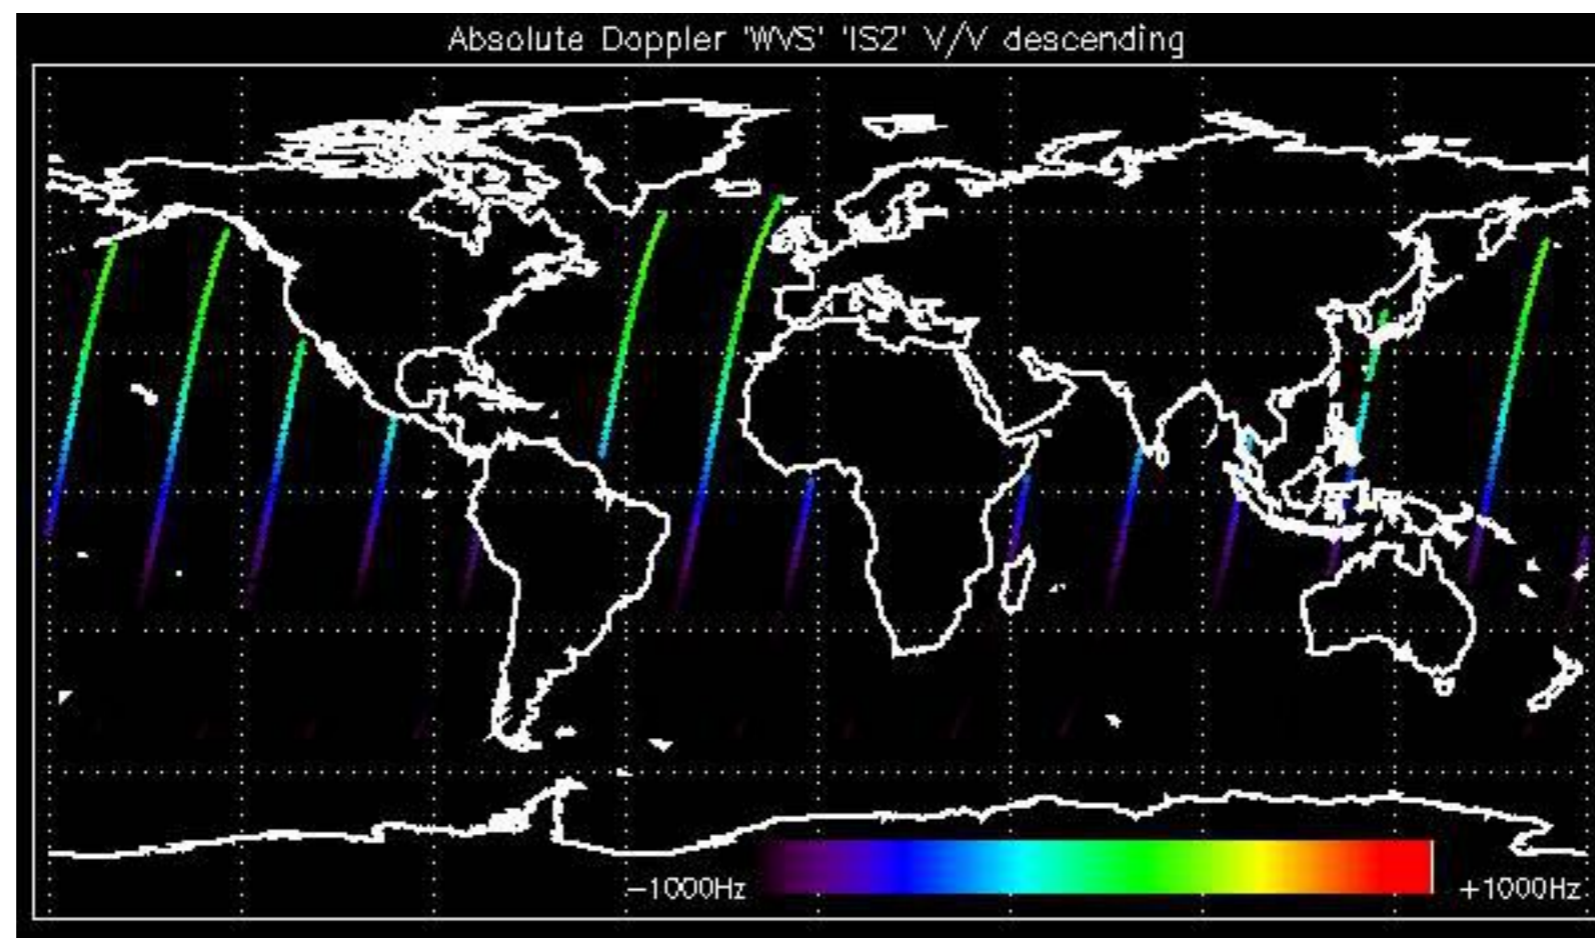 Absolute Doppler 'WVS' 'IS2' V/V descending
−1000Hz
+1000Hz